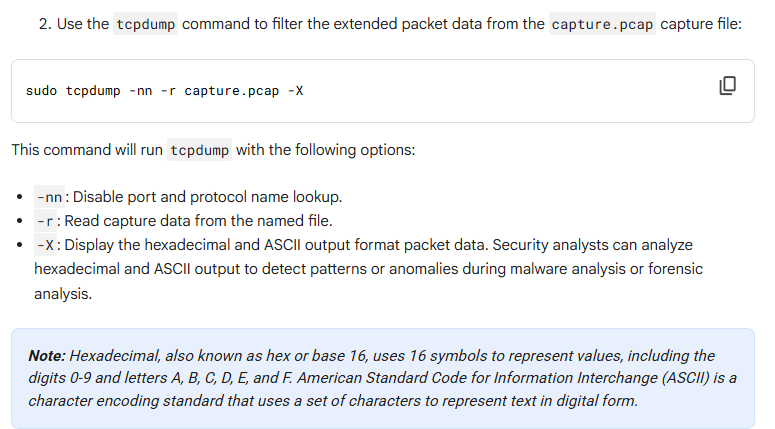 2. Use the tcpdump command to filter the extended packet data from the capture.pcap capture file:
sudo tcpdump -nn -r capture.pcap -X
This command will run tcpdump with the following options:
• -nn: Disable port and protocol name lookup.
• -r: Read capture data from the named file.
• -X: Display the hexadecimal and ASCII output format packet data. Security analysts can analyze
hexadecimal and ASCII output to detect patterns or anomalies during malware analysis or forensic
analysis.
Note: Hexadecimal, also known as hex or base 16, uses 16 symbols to represent values, including the
digits 0-9 and letters A, B, C, D, E, and F. American Standard Code for Information Interchange (ASCII) is a
character encoding standard that uses a set of characters to represent text in digital form.